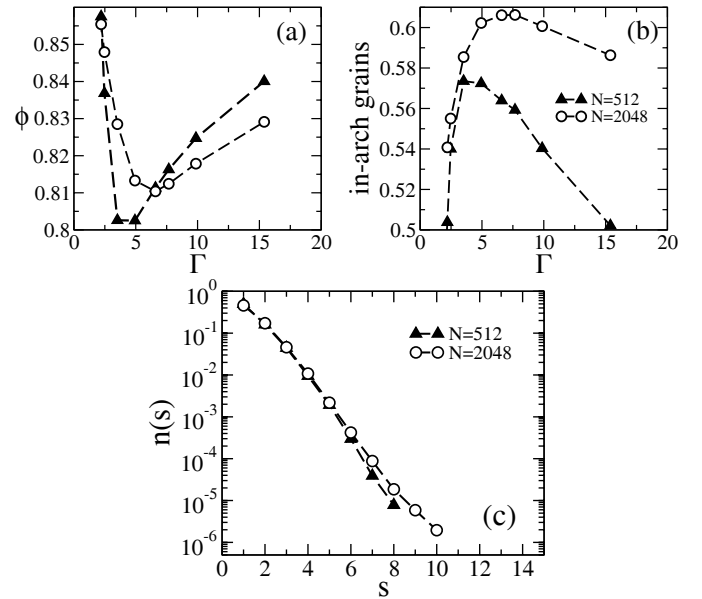 0.85
0.84
0.83
0.82
0.81
0.8
ϕ
(a)
0 5 10 15 20
Γ
0.6
0.58
0.56
0.54
0.52
0.5
in-arch grains
(b)
N=512
N=2048
0 5 10 15 20
Γ
10^0
10^-1
10^-2
10^-3
10^-4
10^-5
10^-6
n(s)
N=512
N=2048
(c)
0 2 4 6 8 10 12 14
s